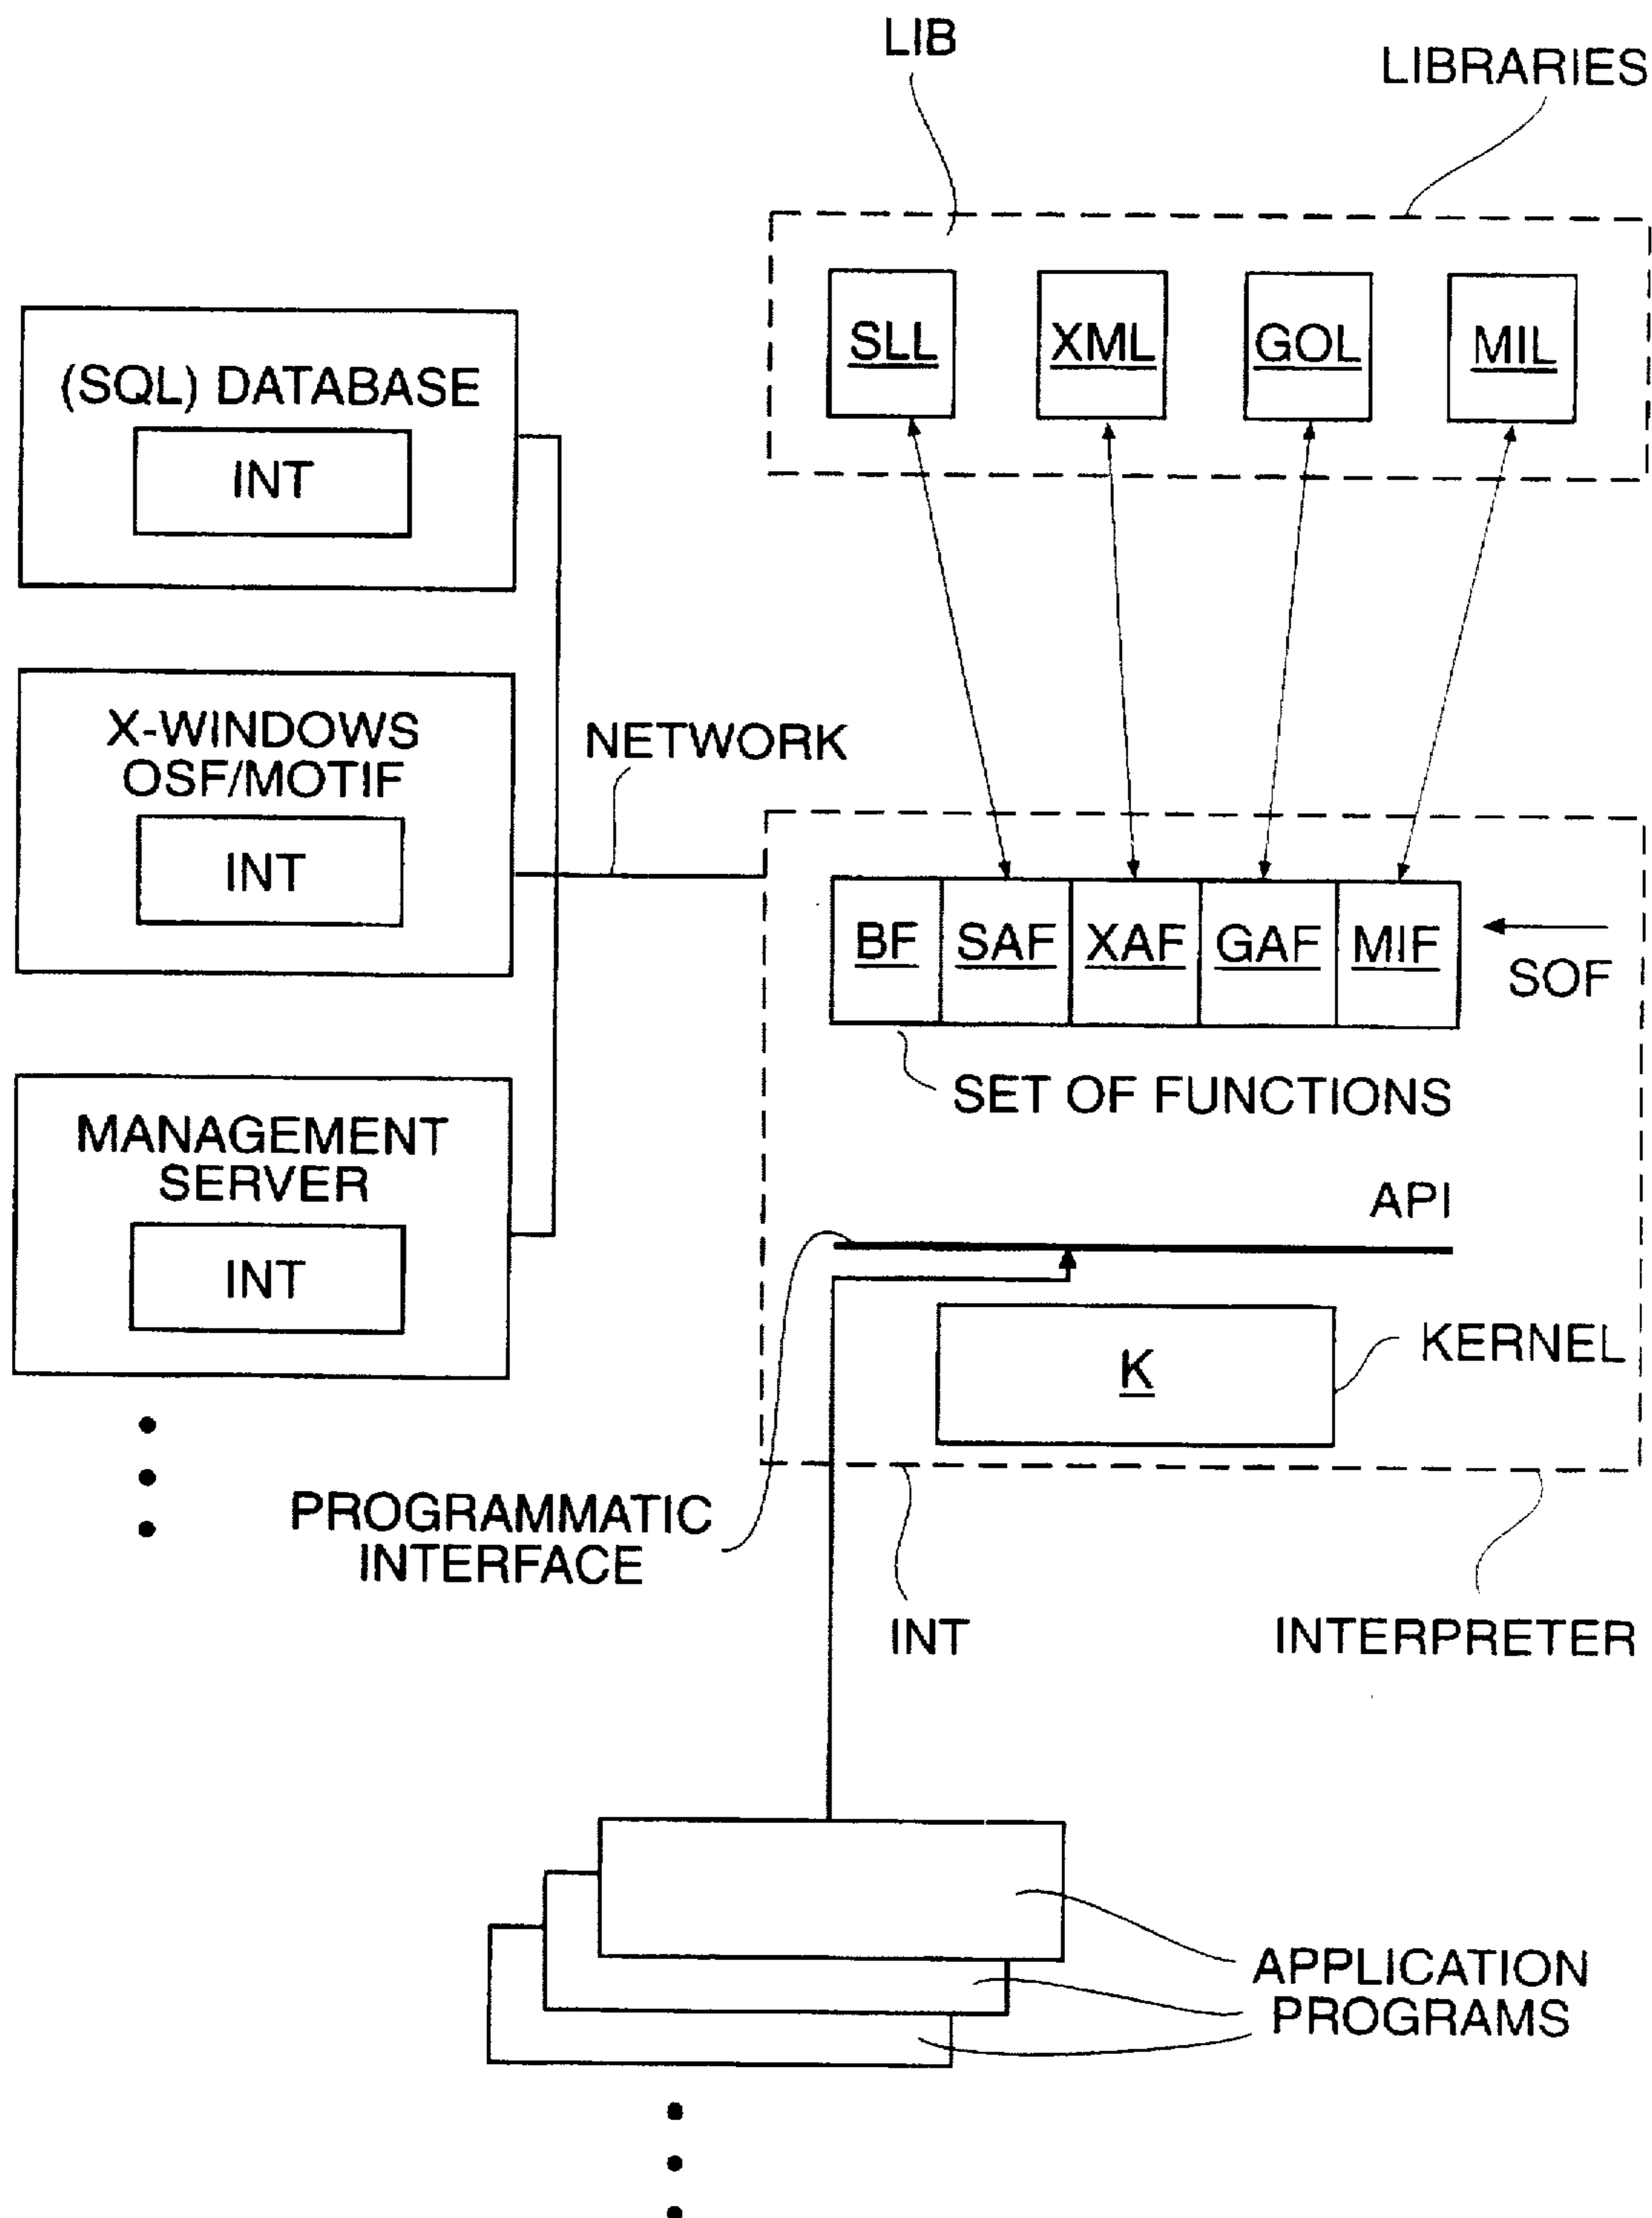 LIB
LIBRARIES
SLL XML GOL MIL
(SQL) DATABASE
INT
X-WINDOWS
OSF/MOTIF
INT
NETWORK
BF SAF XAF GAF MIF
SOF
SET OF FUNCTIONS
MANAGEMENT
SERVER
INT
API
K
KERNEL
PROGRAMMATIC
INTERFACE
INT
INTERPRETER
APPLICATION
PROGRAMS